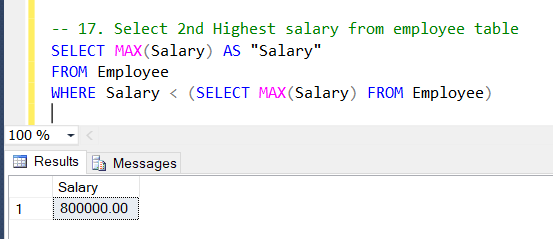 -- 17. Select 2nd Highest salary from employee table
SELECT MAX(Salary) AS "Salary"
FROM Employee
WHERE Salary < (SELECT MAX(Salary) FROM Employee)
100 %
Results Messages
Salary
1 800000.00